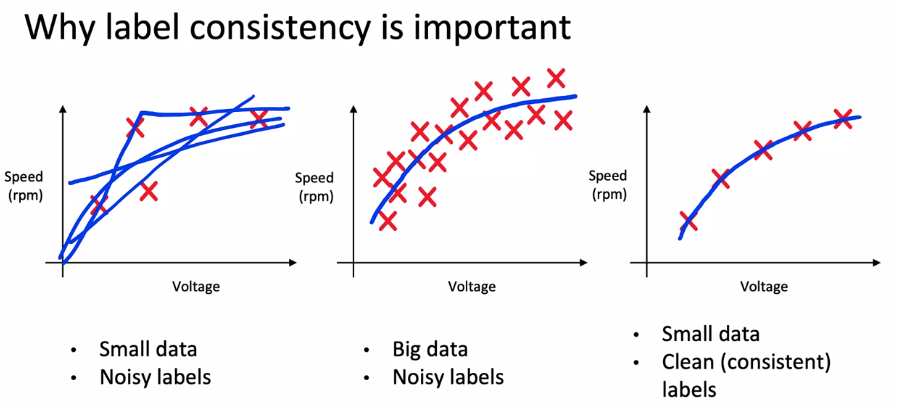 Why label consistency is important
Speed
(rpm)
Voltage
• Small data
• Noisy labels
Speed
(rpm)
Voltage
• Big data
• Noisy labels
Speed
(rpm)
Voltage
• Small data
• Clean (consistent)
labels